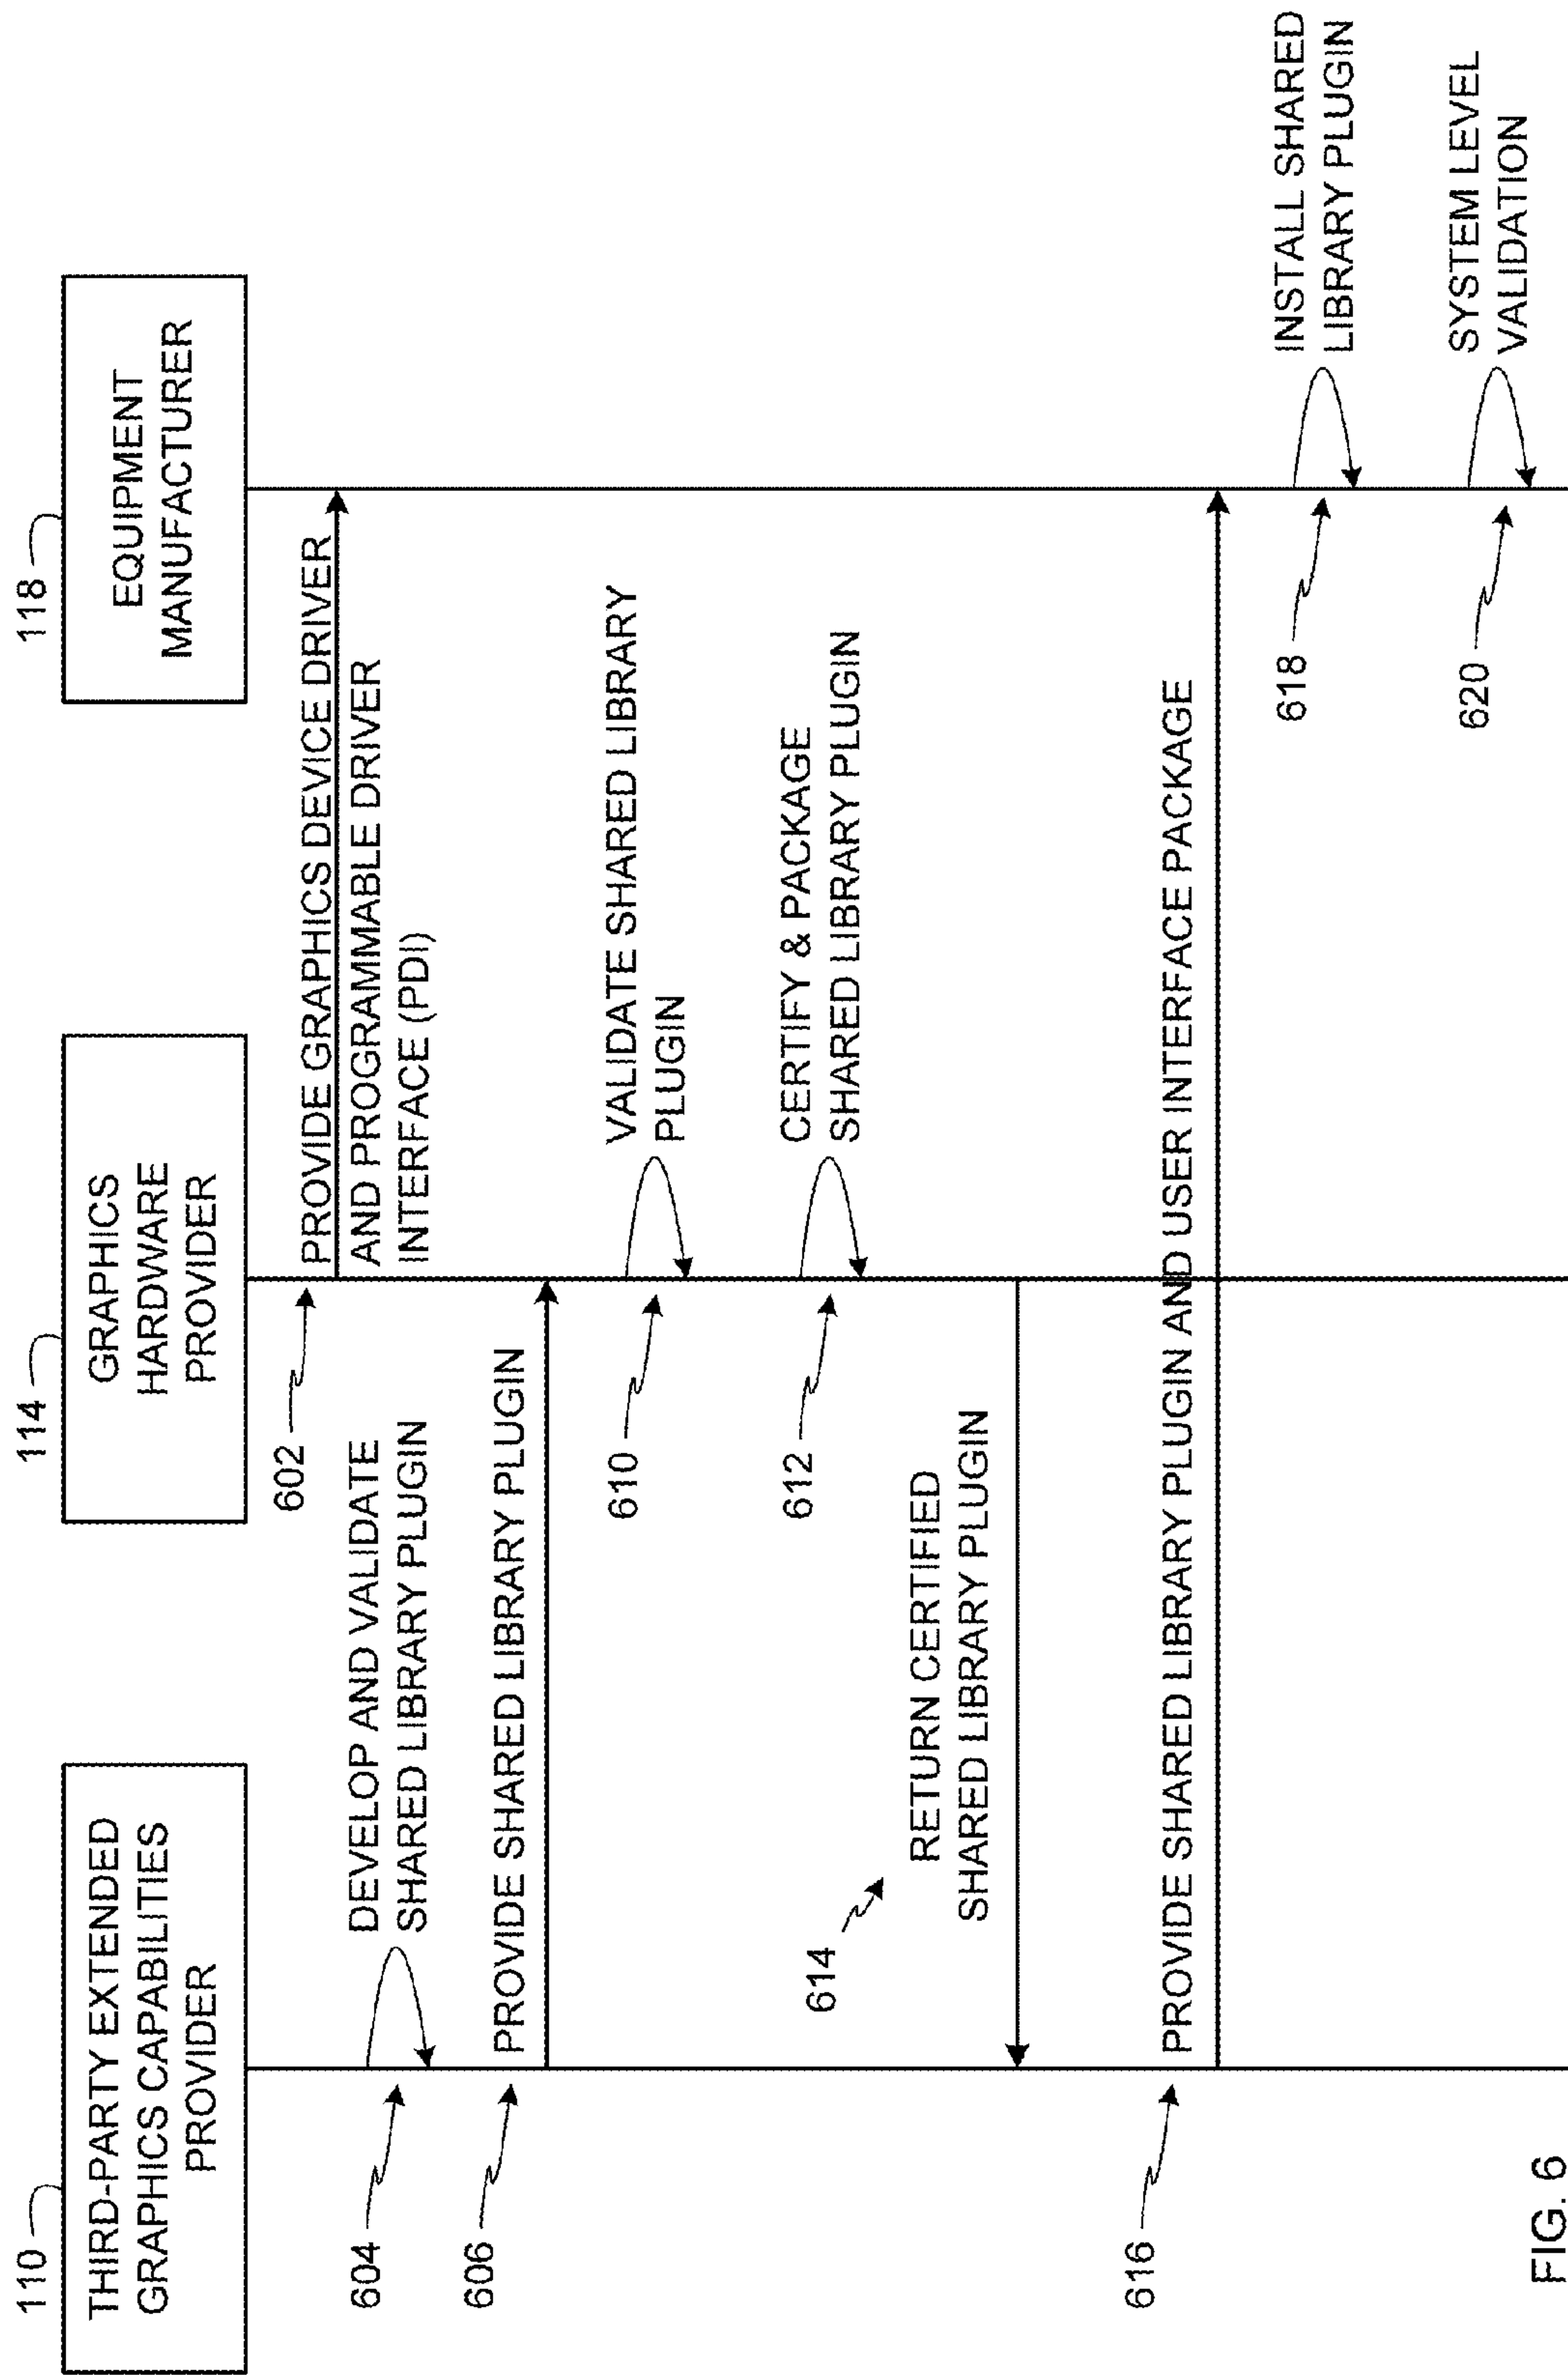 110
THIRD-PARTY EXTENDED
GRAPHICS CAPABILITIES
PROVIDER
114
GRAPHICS
HARDWARE
PROVIDER
118
EQUIPMENT
MANUFACTURER
602
PROVIDE GRAPHICS DEVICE DRIVER
AND PROGRAMMABLE DRIVER
INTERFACE (PDI)
604
DEVELOP AND VALIDATE
SHARED LIBRARY PLUGIN
606
PROVIDE SHARED LIBRARY PLUGIN
610
VALIDATE SHARED LIBRARY
PLUGIN
612
CERTIFY & PACKAGE
SHARED LIBRARY PLUGIN
614
RETURN CERTIFIED
SHARED LIBRARY PLUGIN
616
PROVIDE SHARED LIBRARY PLUGIN AND USER INTERFACE PACKAGE
618
INSTALL SHARED
LIBRARY PLUGIN
620
SYSTEM LEVEL
VALIDATION
FIG. 6